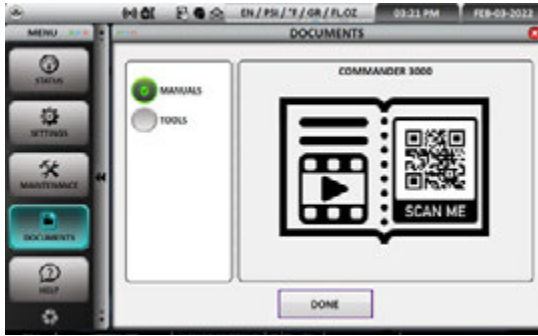 EN / PSI / °F / GR / FL.OZ
03:21 PM
FEB-03-2022
MENU
DOCUMENTS
STATUS
SETTINGS
MAINTENANCE
DOCUMENTS
HELP
MANUALS
TOOLS
COMMANDER 3000
SCAN ME
DONE